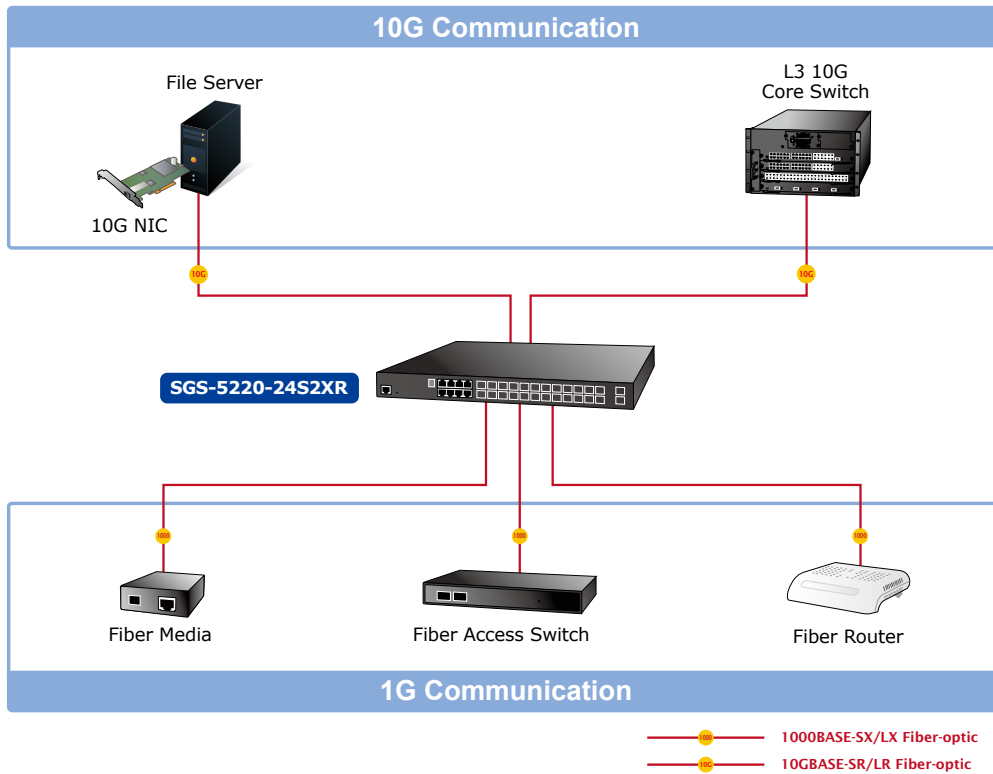 10G Communication
File Server
L3 10G
Core Switch
10G NIC
10G
10G
SGS-5220-24S2XR
1000
1000
1000
Fiber Media
Fiber Access Switch
Fiber Router
1G Communication
1000
1000BASE-SX/LX Fiber-optic
10G
10GBASE-SR/LR Fiber-optic